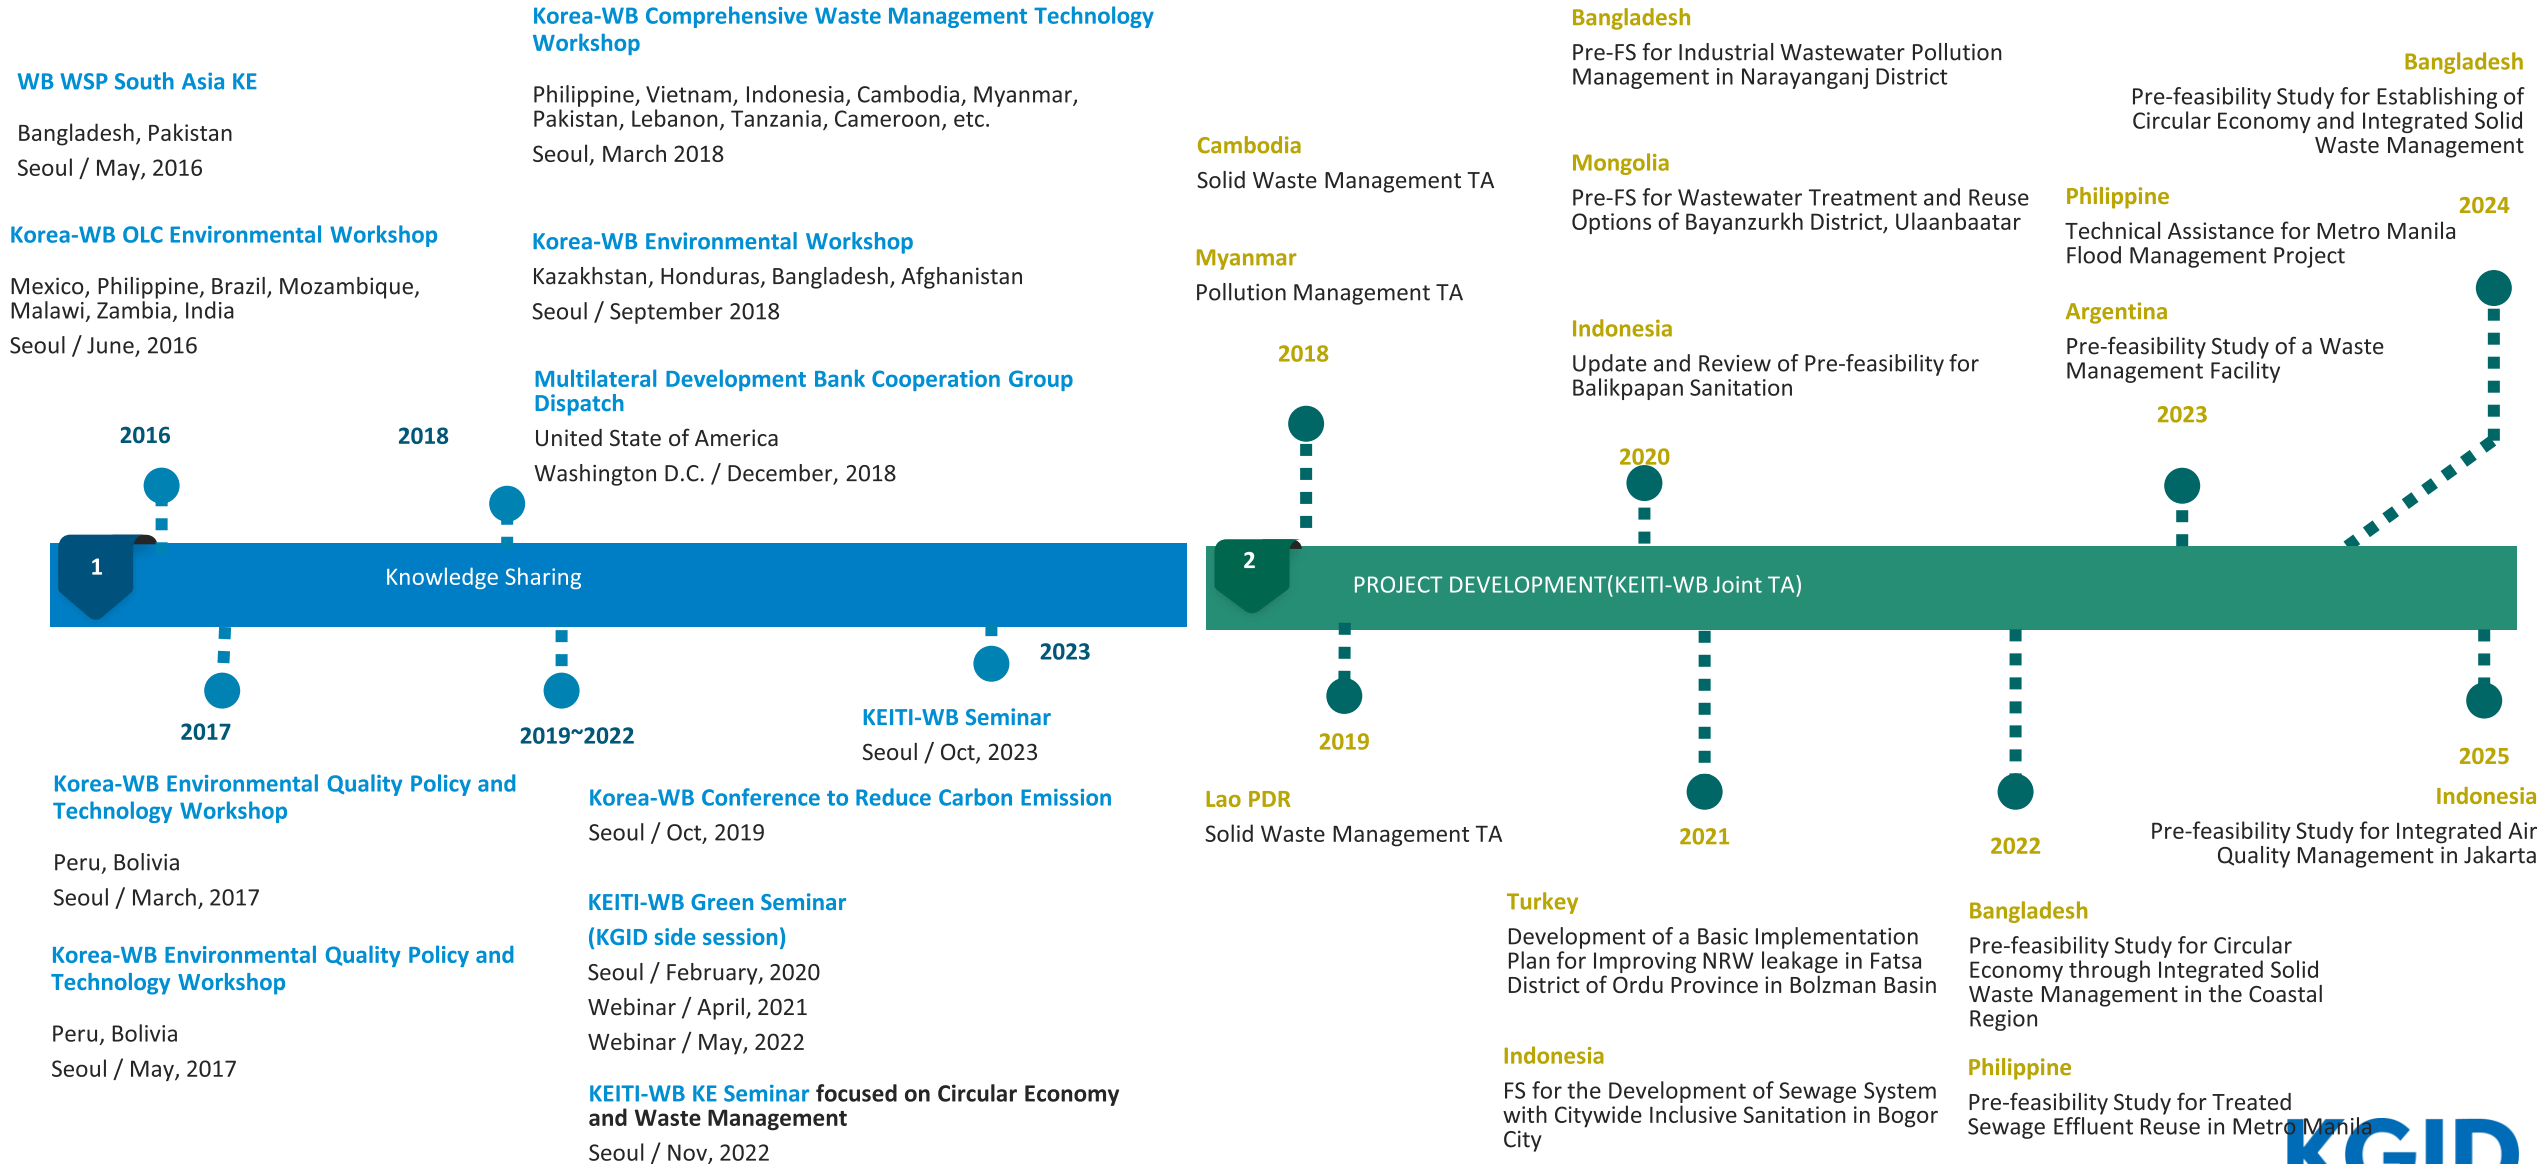 WB WSP South Asia KE
Bangladesh, Pakistan
Seoul / May, 2016
Korea-WB OLC Environmental Workshop
Mexico, Philippine, Brazil, Mozambique,
Malawi, Zambia, India
Seoul / June, 2016
2016
Korea-WB Comprehensive Waste Management Technology
Workshop
Philippine, Vietnam, Indonesia, Cambodia, Myanmar,
Pakistan, Lebanon, Tanzania, Cameroon, etc.
Seoul, March 2018
Korea-WB Environmental Workshop
Kazakhstan, Honduras, Bangladesh, Afghanistan
Seoul / September 2018
Multilateral Development Bank Cooperation Group
Dispatch
United State of America
Washington D.C. / December, 2018
2018
1
Knowledge Sharing
2017
Korea-WB Environmental Quality Policy and
Technology Workshop
Peru, Bolivia
Seoul / March, 2017
Korea-WB Environmental Quality Policy and
Technology Workshop
Peru, Bolivia
Seoul / May, 2017
2019~2022
Korea-WB Conference to Reduce Carbon Emission
Seoul / Oct, 2019
KEITI-WB Green Seminar
(KGID side session)
Seoul / February, 2020
Webinar / April, 2021
Webinar / May, 2022
KEITI-WB KE Seminar focused on Circular Economy
and Waste Management
Seoul / Nov, 2022
2023
KEITI-WB Seminar
Seoul / Oct, 2023
Cambodia
Solid Waste Management TA
Myanmar
Pollution Management TA
2018
Bangladesh
Pre-FS for Industrial Wastewater Pollution
Management in Narayanganj District
Mongolia
Pre-FS for Wastewater Treatment and Reuse
Options of Bayanzurkh District, Ulaanbaatar
Indonesia
Update and Review of Pre-feasibility for
Balikpapan Sanitation
2020
Philippine
Technical Assistance for Metro Manila
Flood Management Project
Argentina
Pre-feasibility Study of a Waste
Management Facility
2023
Bangladesh
Pre-feasibility Study for Establishing of
Circular Economy and Integrated Solid
Waste Management
2024
2
PROJECT DEVELOPMENT(KEITI-WB Joint TA)
2019
Lao PDR
Solid Waste Management TA
2021
Turkey
Development of a Basic Implementation
Plan for Improving NRW leakage in Fatsa
District of Ordu Province in Bolzman Basin
Indonesia
FS for the Development of Sewage System
with Citywide Inclusive Sanitation in Bogor
City
2022
Bangladesh
Pre-feasibility Study for Circular
Economy through Integrated Solid
Waste Management in the Coastal
Region
Philippine
Pre-feasibility Study for Treated
Sewage Effluent Reuse in Metro Manila
2025
Indonesia
Pre-feasibility Study for Integrated Air
Quality Management in Jakarta
KGID